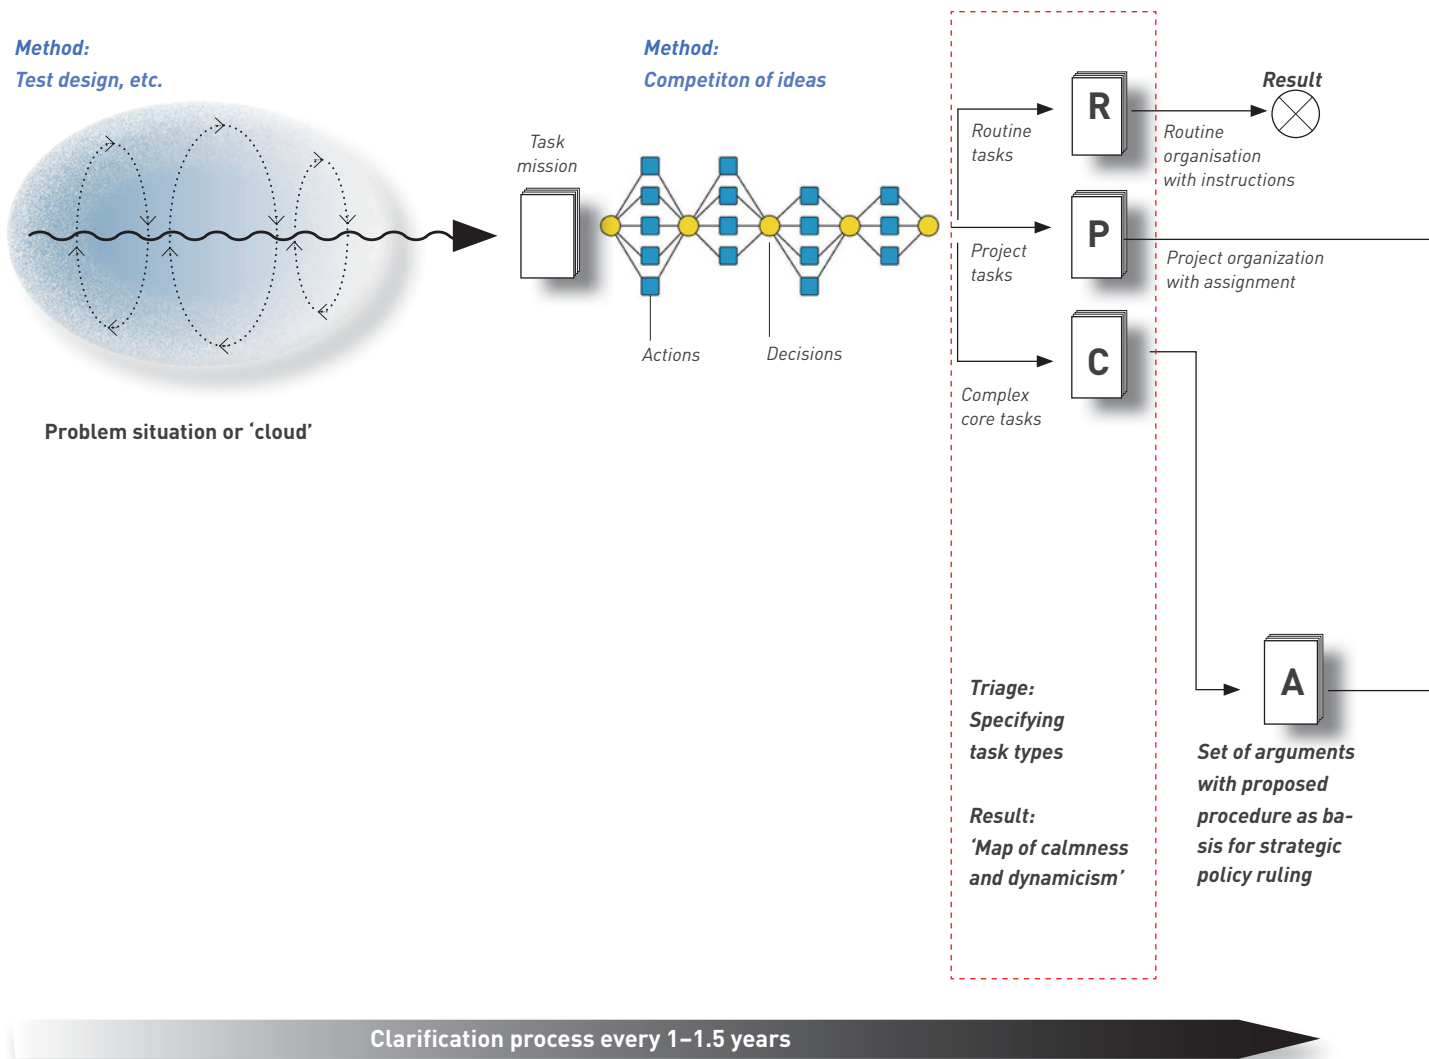 Method:
Test design, etc.
Method:
Competiton of ideas
Task
mission
Actions
Decisions
Problem situation or ‘cloud’
Routine
tasks
R
Routine
organisation
with instructions
Result
Project
tasks
P
Project organization
with assignment
Complex
core tasks
C
Triage:
Specifying
task types
Result:
‘Map of calmness
and dynamicism’
A
Set of arguments
with proposed
procedure as ba-
sis for strategic
policy ruling
Clarification process every 1–1.5 years